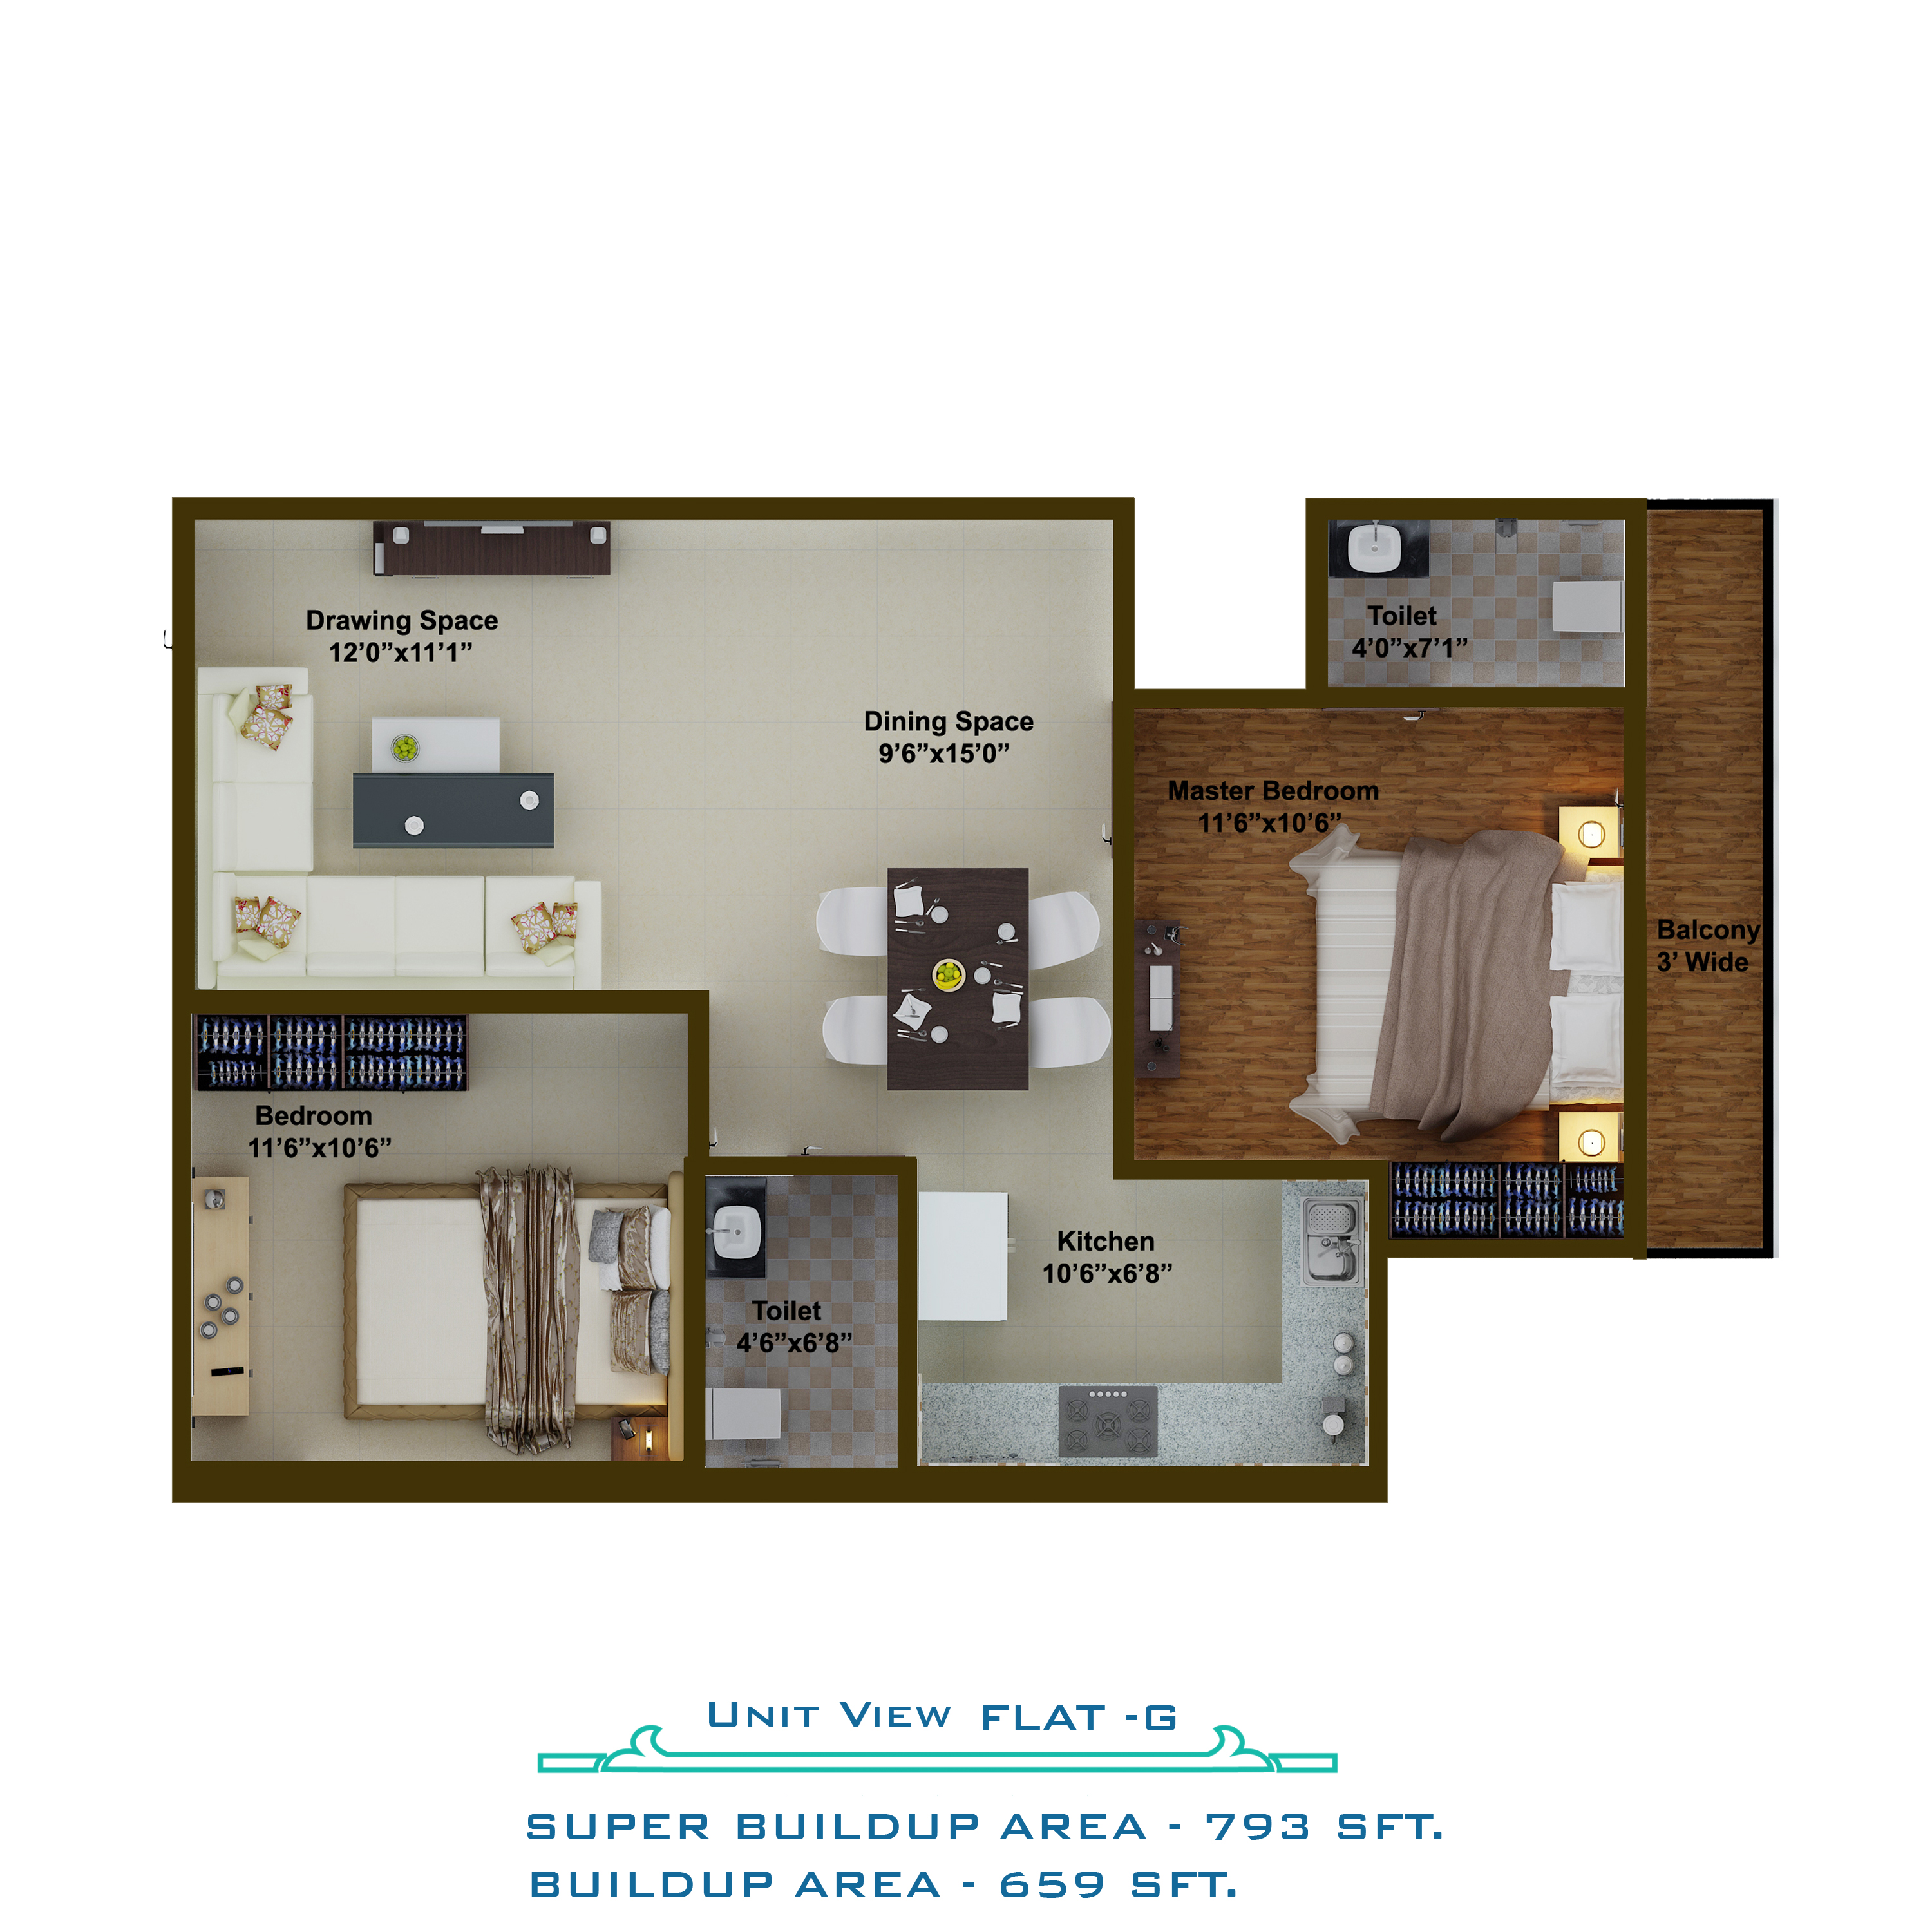 Drawing Space
12’0”x11’1”
Toilet
4’0”x7’1”
Dining Space
9’6”x15’0”
Master Bedroom
11’6”x10’6”
Balcony
3’ Wide
Bedroom
11’6”x10’6”
Kitchen
10’6”x6’8”
Toilet
4’6”x6’8”
UNIT VIEW FLAT -G
SUPER BUILDUP AREA - 793 SFT.
BUILDUP AREA - 659 SFT.